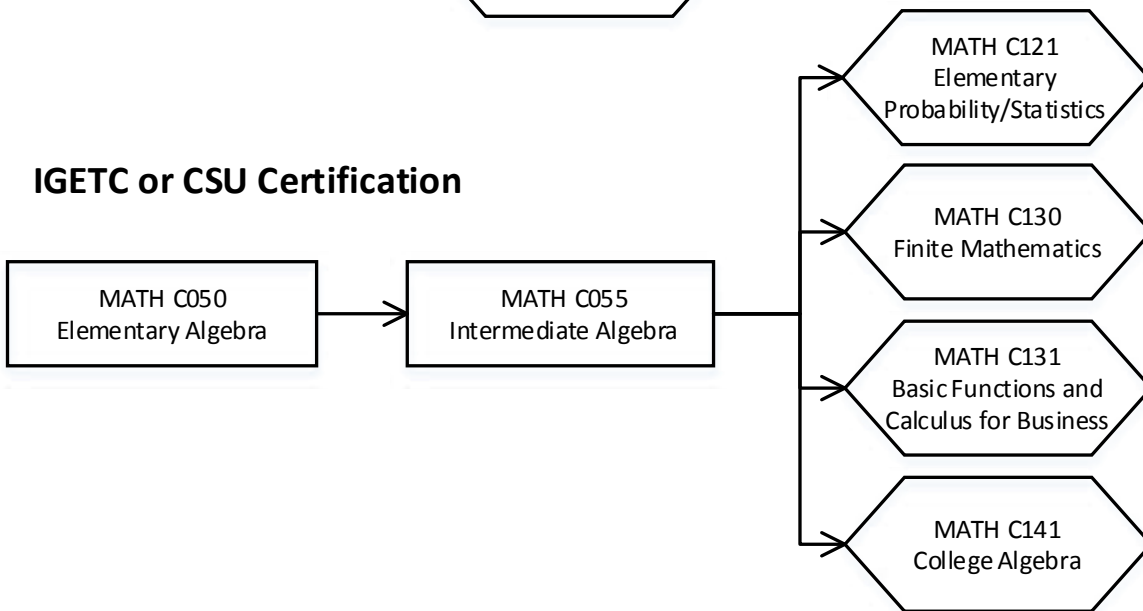 MATH C121
Elementary
Probability/Statistics
IGETC or CSU Certification
MATH C130
Finite Mathematics
MATH C050
Elementary Algebra
MATH C055
Intermediate Algebra
MATH C131
Basic Functions and
Calculus for Business
MATH C141
College Algebra